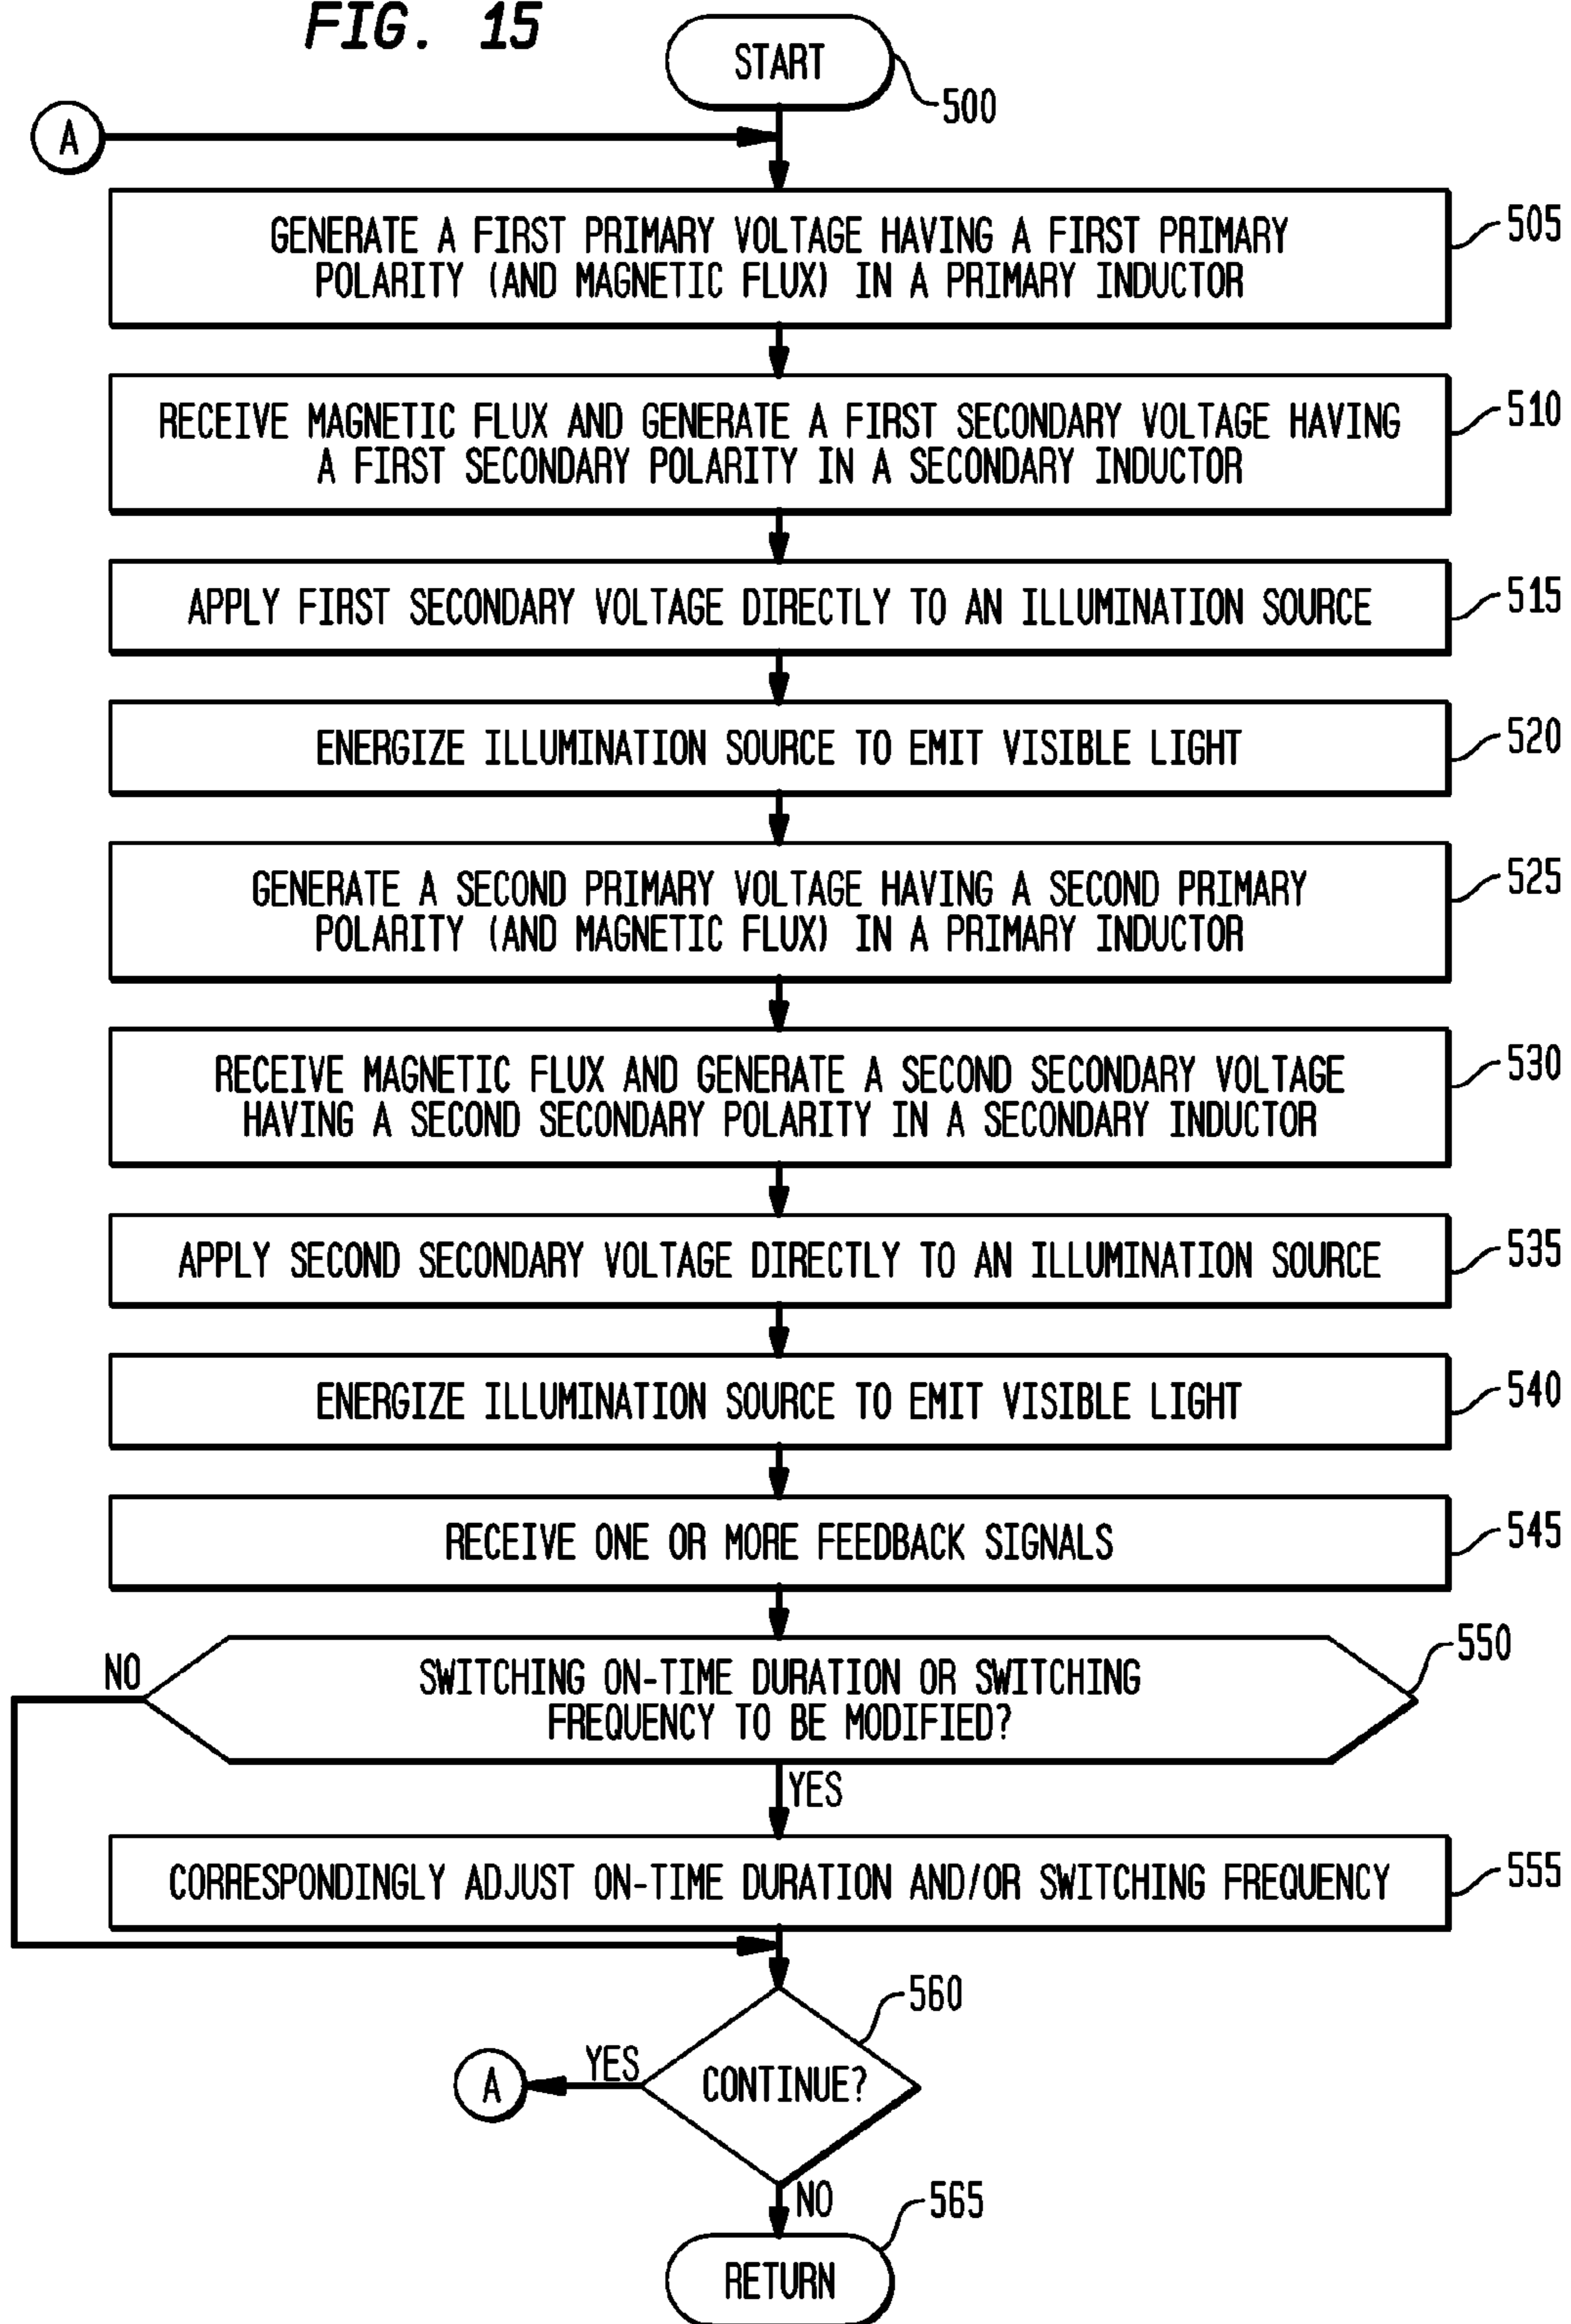 FIG. 15
START
500
A
GENERATE A FIRST PRIMARY VOLTAGE HAVING A FIRST PRIMARY
POLARITY (AND MAGNETIC FLUX) IN A PRIMARY INDUCTOR
505
RECEIVE MAGNETIC FLUX AND GENERATE A FIRST SECONDARY VOLTAGE HAVING
A FIRST SECONDARY POLARITY IN A SECONDARY INDUCTOR
510
APPLY FIRST SECONDARY VOLTAGE DIRECTLY TO AN ILLUMINATION SOURCE
515
ENERGIZE ILLUMINATION SOURCE TO EMIT VISIBLE LIGHT
520
GENERATE A SECOND PRIMARY VOLTAGE HAVING A SECOND PRIMARY
POLARITY (AND MAGNETIC FLUX) IN A PRIMARY INDUCTOR
525
RECEIVE MAGNETIC FLUX AND GENERATE A SECOND SECONDARY VOLTAGE
HAVING A SECOND SECONDARY POLARITY IN A SECONDARY INDUCTOR
530
APPLY SECOND SECONDARY VOLTAGE DIRECTLY TO AN ILLUMINATION SOURCE
535
ENERGIZE ILLUMINATION SOURCE TO EMIT VISIBLE LIGHT
540
RECEIVE ONE OR MORE FEEDBACK SIGNALS
545
NO
SWITCHING ON-TIME DURATION OR SWITCHING
FREQUENCY TO BE MODIFIED?
550
YES
CORRESPONDINGLY ADJUST ON-TIME DURATION AND/OR SWITCHING FREQUENCY
555
560
A
YES
CONTINUE?
NO
565
RETURN